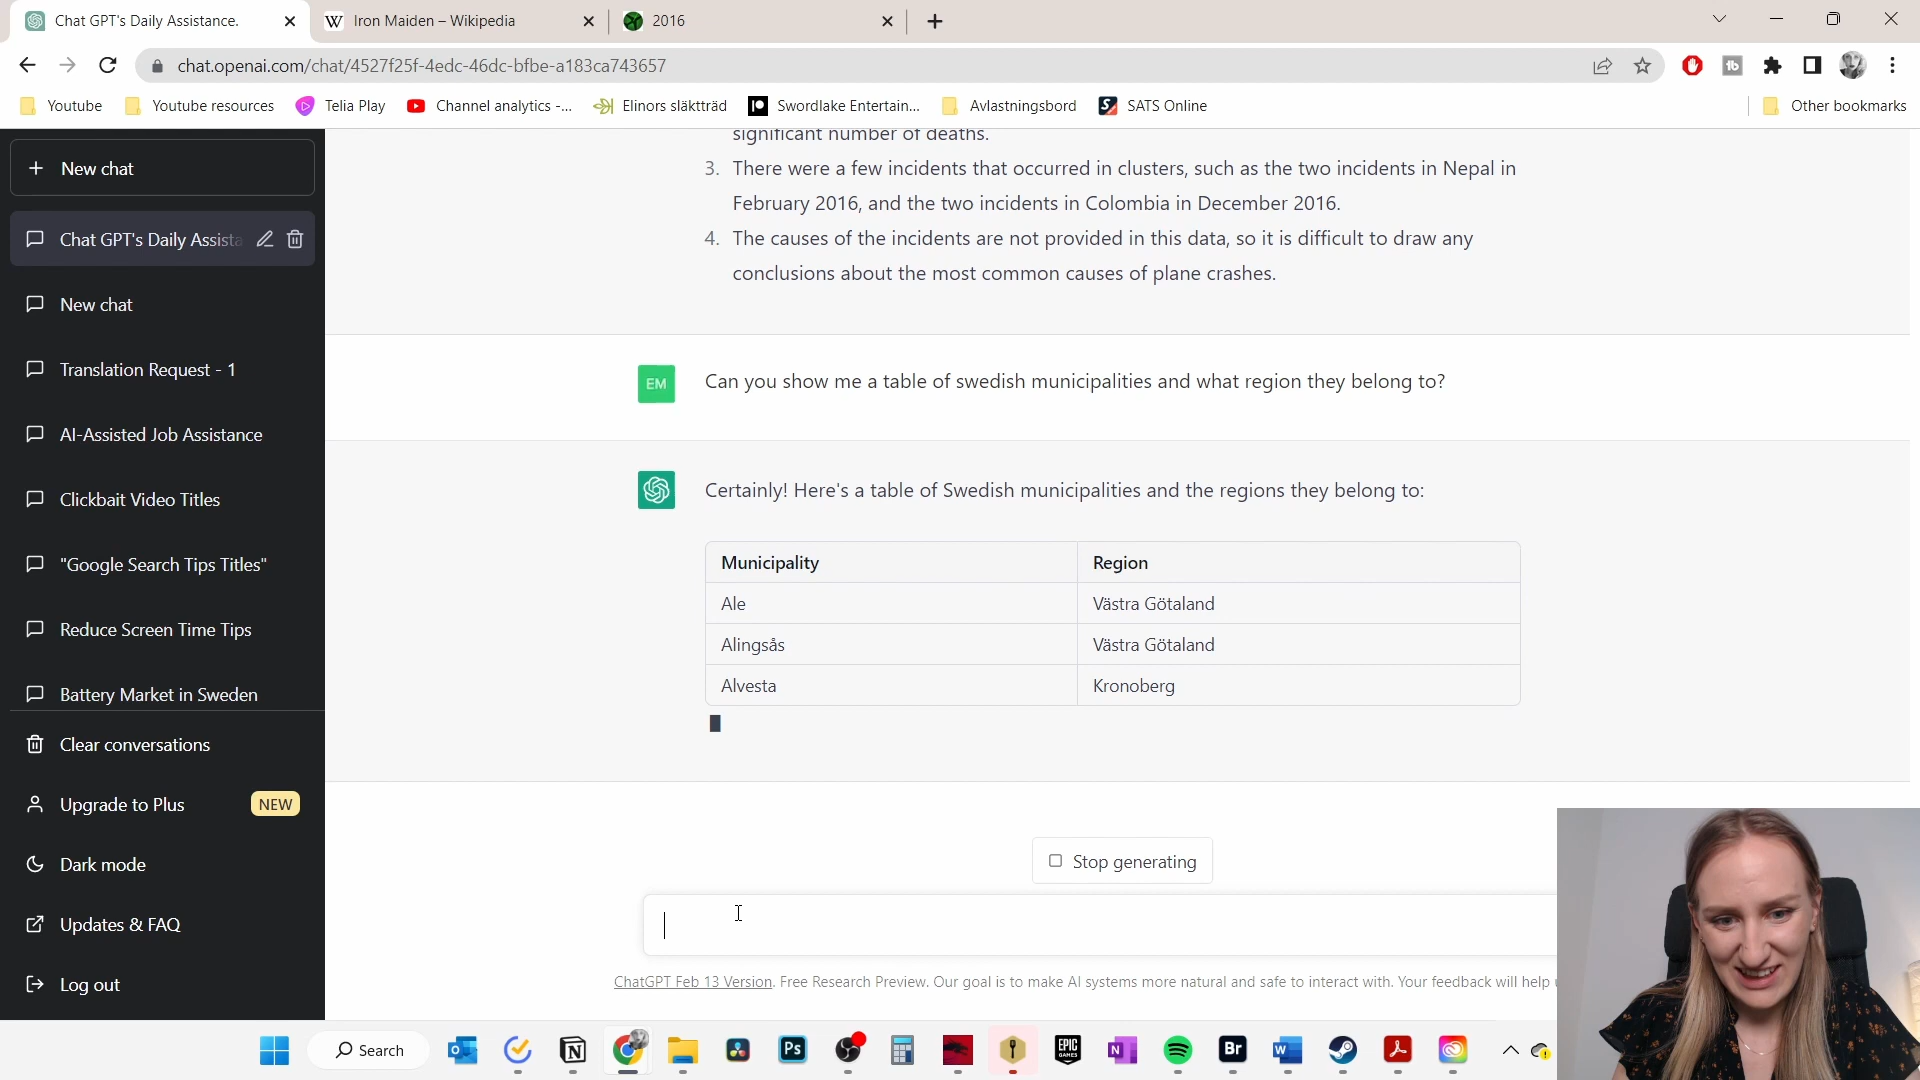 Chat GPT's Daily Assistance.
W Iron Maiden – Wikipedia
2016
chat.openai.com/chat/4527f25f-4edc-46dc-bfbe-a183ca743657
Youtube
Youtube resources
Telia Play
Channel analytics -...
Elinors släktträd
Swordlake Entertain...
Avlastningsbord
SATS Online
Other bookmarks
New chat
Chat GPT's Daily Assista
New chat
Translation Request - 1
AI-Assisted Job Assistance
Clickbait Video Titles
"Google Search Tips Titles"
Reduce Screen Time Tips
Battery Market in Sweden
Clear conversations
Upgrade to Plus NEW
Dark mode
Updates & FAQ
Log out
significant number of deaths.
3. There were a few incidents that occurred in clusters, such as the two incidents in Nepal in
February 2016, and the two incidents in Colombia in December 2016.
4. The causes of the incidents are not provided in this data, so it is difficult to draw any
conclusions about the most common causes of plane crashes.
EM Can you show me a table of swedish municipalities and what region they belong to?
Certainly! Here's a table of Swedish municipalities and the regions they belong to:
Municipality Region
Ale Västra Götaland
Alingsås Västra Götaland
Alvesta Kronoberg
Stop generating
ChatGPT Feb 13 Version. Free Research Preview. Our goal is to make AI systems more natural and safe to interact with. Your feedback will help
Search
Ps
EPIC GAMES
Br